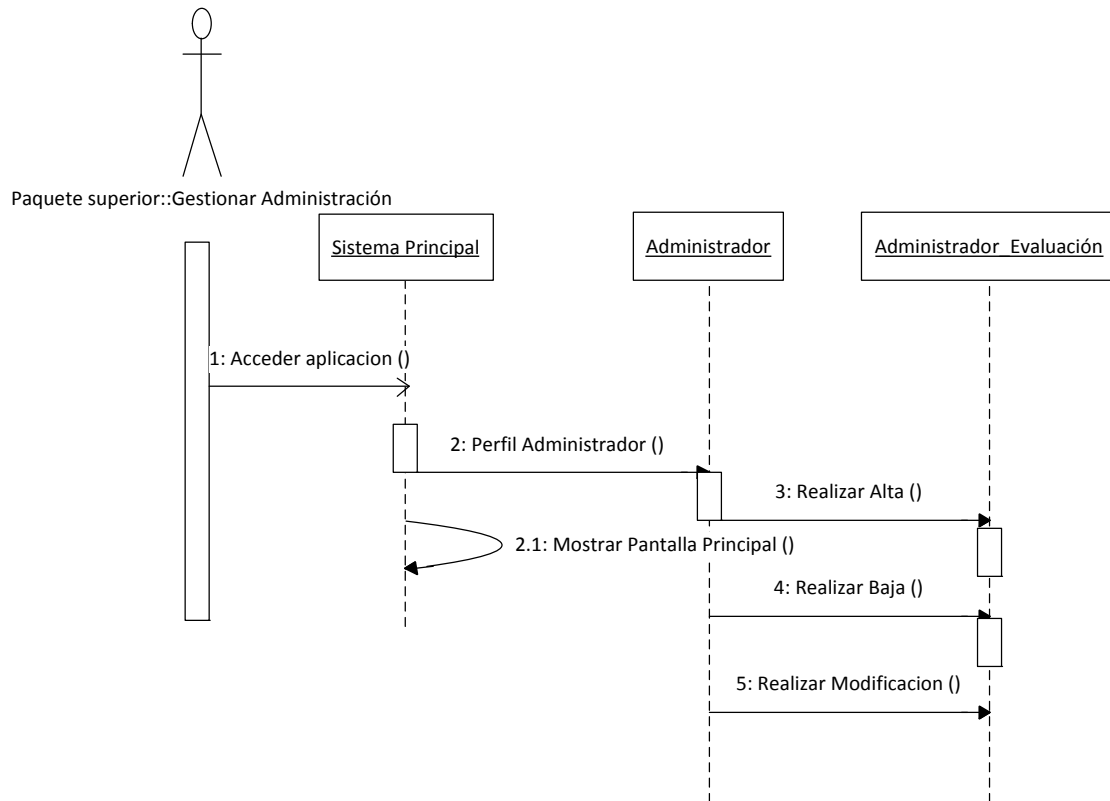 Paquete superior::Gestionar Administración
Sistema Principal
Administrador
Administrador_Evaluación
1: Acceder aplicacion ()
2: Perfil Administrador ()
3: Realizar Alta ()
2.1: Mostrar Pantalla Principal ()
4: Realizar Baja ()
5: Realizar Modificacion ()